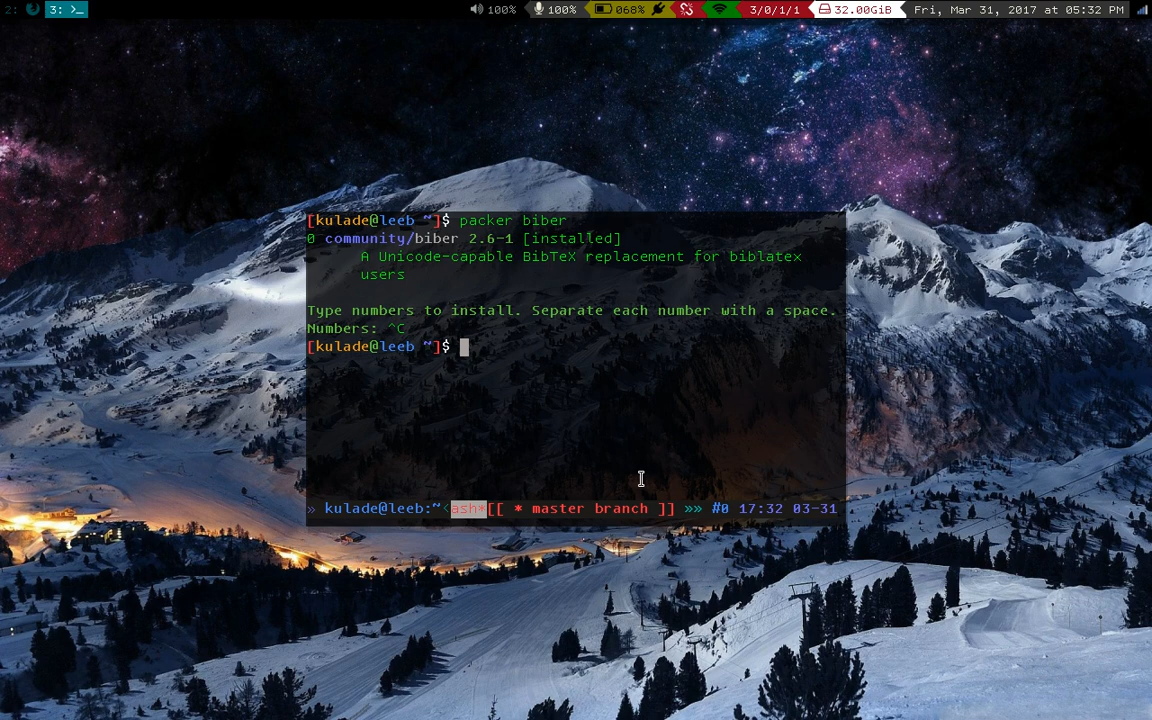 2: 3: >_ 100% 100% 068% 3/0/1/1 32.00GiB Fri, Mar 31, 2017 at 05:32 PM
[kulade@leeb ~]$ packer biber
0 community/biber 2.6-1 [installed]
A Unicode-capable BibTeX replacement for biblatex
users
Type numbers to install. Separate each number with a space.
Numbers: ^C
[kulade@leeb ~]$
» kulade@leeb:~<ash*[[ * master branch ]] »» #0 17:32 03-31